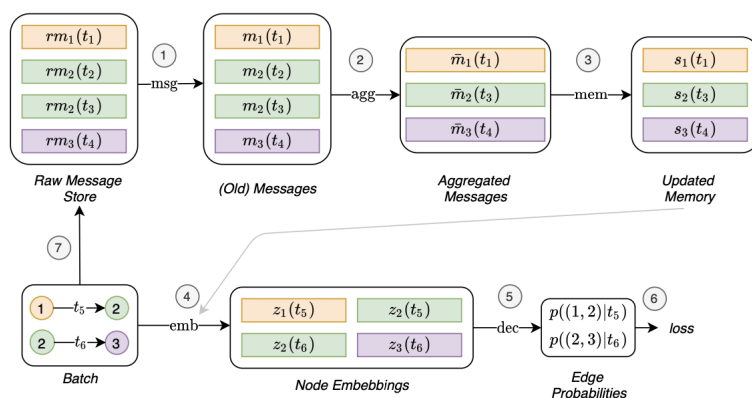 rm₁(t₁)
rm₂(t₂)
rm₂(t₃)
rm₃(t₄)
Raw Message
Store
1
msg
m₁(t₁)
m₂(t₂)
m₂(t₃)
m₃(t₄)
(Old) Messages
2
agg
m̄₁(t₁)
m̄₂(t₃)
m̄₃(t₄)
Aggregated
Messages
3
mem
s₁(t₁)
s₂(t₃)
s₃(t₄)
Updated
Memory
7
1 t₅ 2
2 t₆ 3
Batch
4
emb
z₁(t₅) z₂(t₅)
z₂(t₆) z₃(t₆)
Node Embebbings
5
dec
p((1, 2)|t₅)
p((2, 3)|t₆)
Edge
Probabilities
6
loss